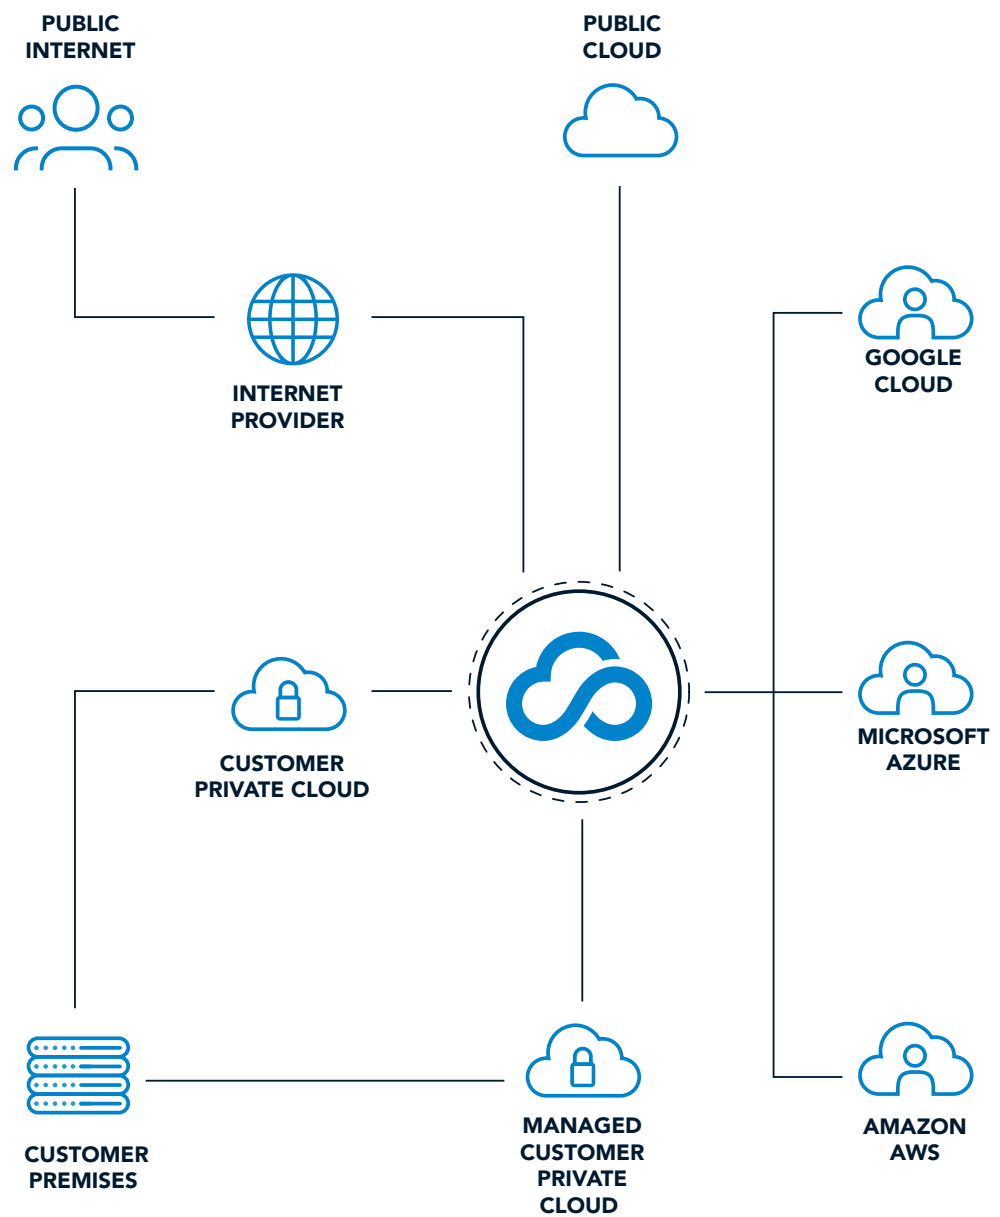 PUBLIC
INTERNET
PUBLIC
CLOUD
INTERNET
PROVIDER
GOOGLE
CLOUD
CUSTOMER
PRIVATE CLOUD
MICROSOFT
AZURE
CUSTOMER
PREMISES
MANAGED
CUSTOMER
PRIVATE
CLOUD
AMAZON
AWS